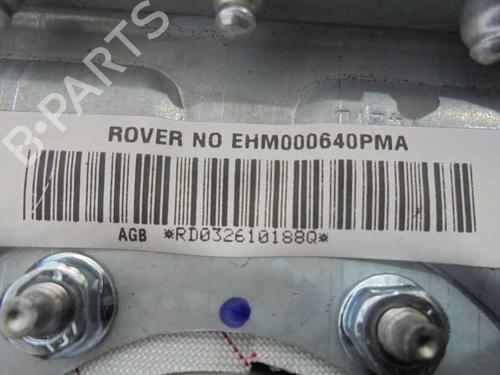 B-PARTS
ROVER NO EHM000640PMA
AGB *RD032610188Q*